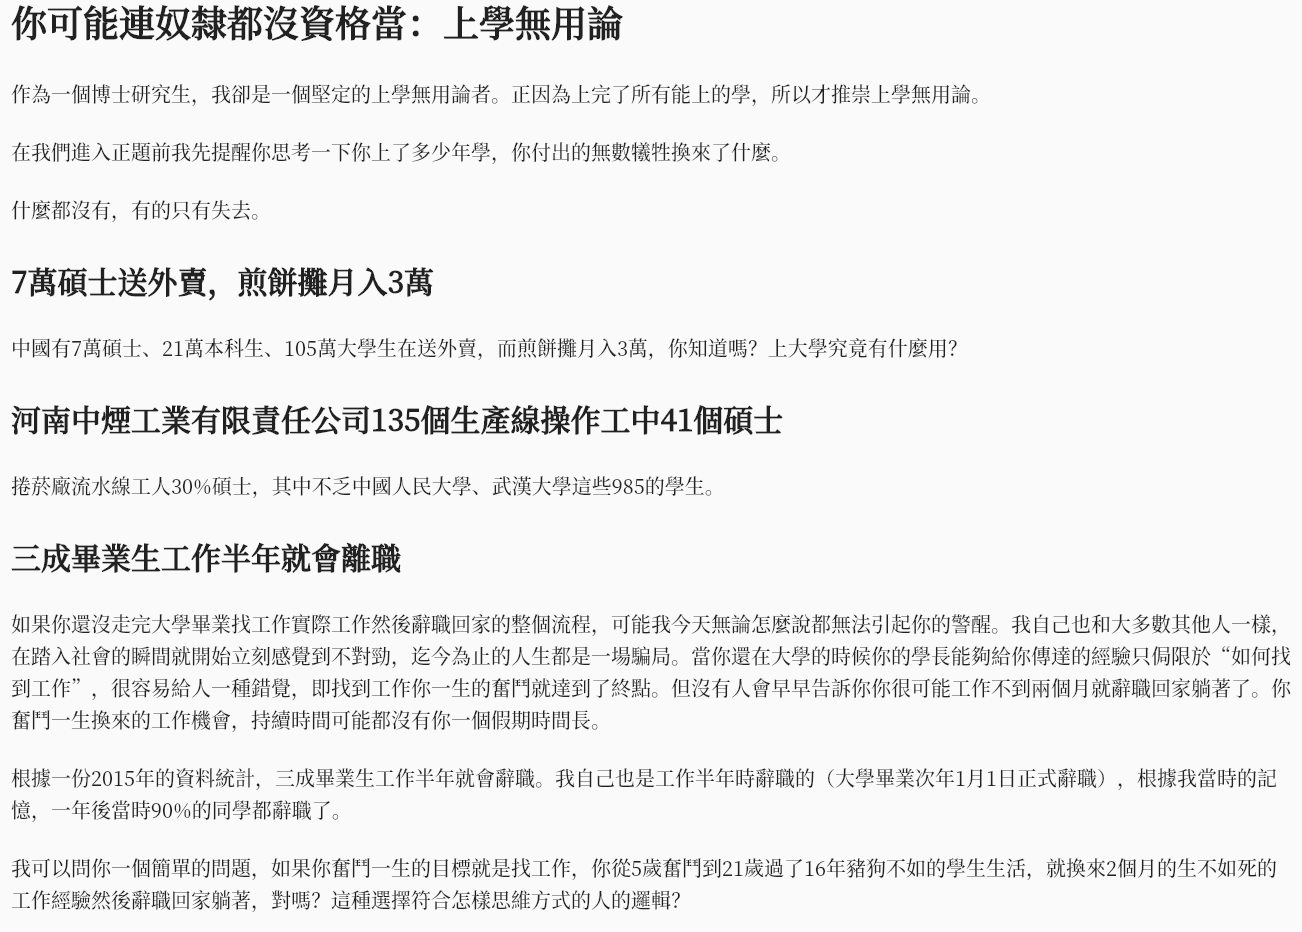 你可能連奴隸都沒資格當：上學無用論
作為一個博士研究生，我卻是一個堅定的上學無用論者。正因為上完了所有能上的學，所以才推崇上學無用論。
在我們進入正題前我先提醒你思考一下你上了多少年學，你付出的無數犧牲換來了什麼。
什麼都沒有，有的只有失去。
7萬碩士送外賣，煎餅攤月入3萬
中國有7萬碩士、21萬本科生、105萬大學生在送外賣，而煎餅攤月入3萬，你知道嗎？上大學究竟有什麼用？
河南中煙工業有限責任公司135個生產線操作工中41個碩士
捲菸廠流水線工人30%碩士，其中不乏中國人民大學、武漢大學這些985的學生。
三成畢業生工作半年就會離職
如果你還沒走完大學畢業找工作實際工作然後辭職回家的整個流程，可能我今天無論怎麼說都無法引起你的警醒。我自己也和大多數其他人一樣，
在踏入社會的瞬間就開始立刻感覺到不對勁，迄今為止的人生都是一場騙局。當你還在大學的時候你的學長能夠給你傳達的經驗只侷限於“如何找
到工作”，很容易給人一種錯覺，即找到工作你一生的奮鬥就達到了終點。但沒有人會早早告訴你你很可能工作不到兩個月就辭職回家躺著了。你
奮鬥一生換來的工作機會，持續時間可能都沒有你一個假期時間長。
根據一份2015年的資料統計，三成畢業生工作半年就會辭職。我自己也是工作半年時辭職的（大學畢業次年1月1日正式辭職），根據我當時的記
憶，一年後當時90%的同學都辭職了。
我可以問你一個簡單的問題，如果你奮鬥一生的目標就是找工作，你從5歲奮鬥到21歲過了16年豬狗不如的學生生活，就換來2個月的生不如死的
工作經驗然後辭職回家躺著，對嗎？這種選擇符合怎樣思維方式的人的邏輯？